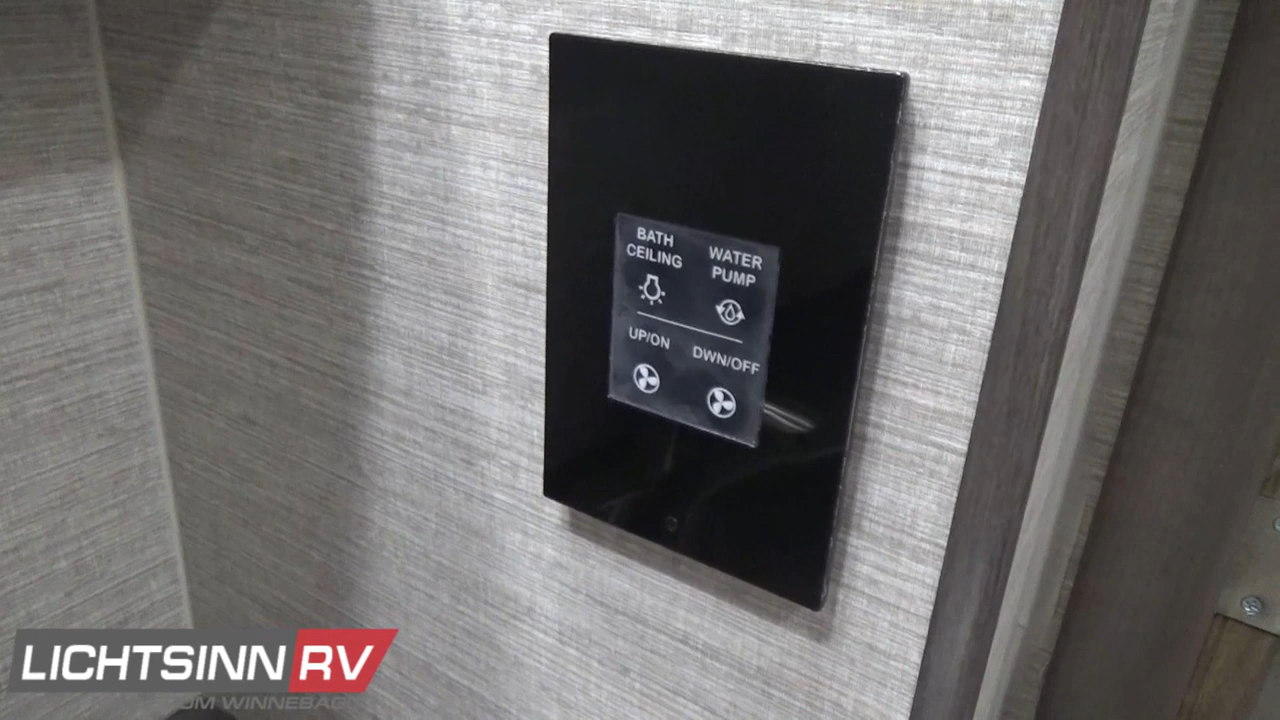 BATH
CEILING
WATER
PUMP
UP/ON
DWN/OFF
LICHTSINN RV